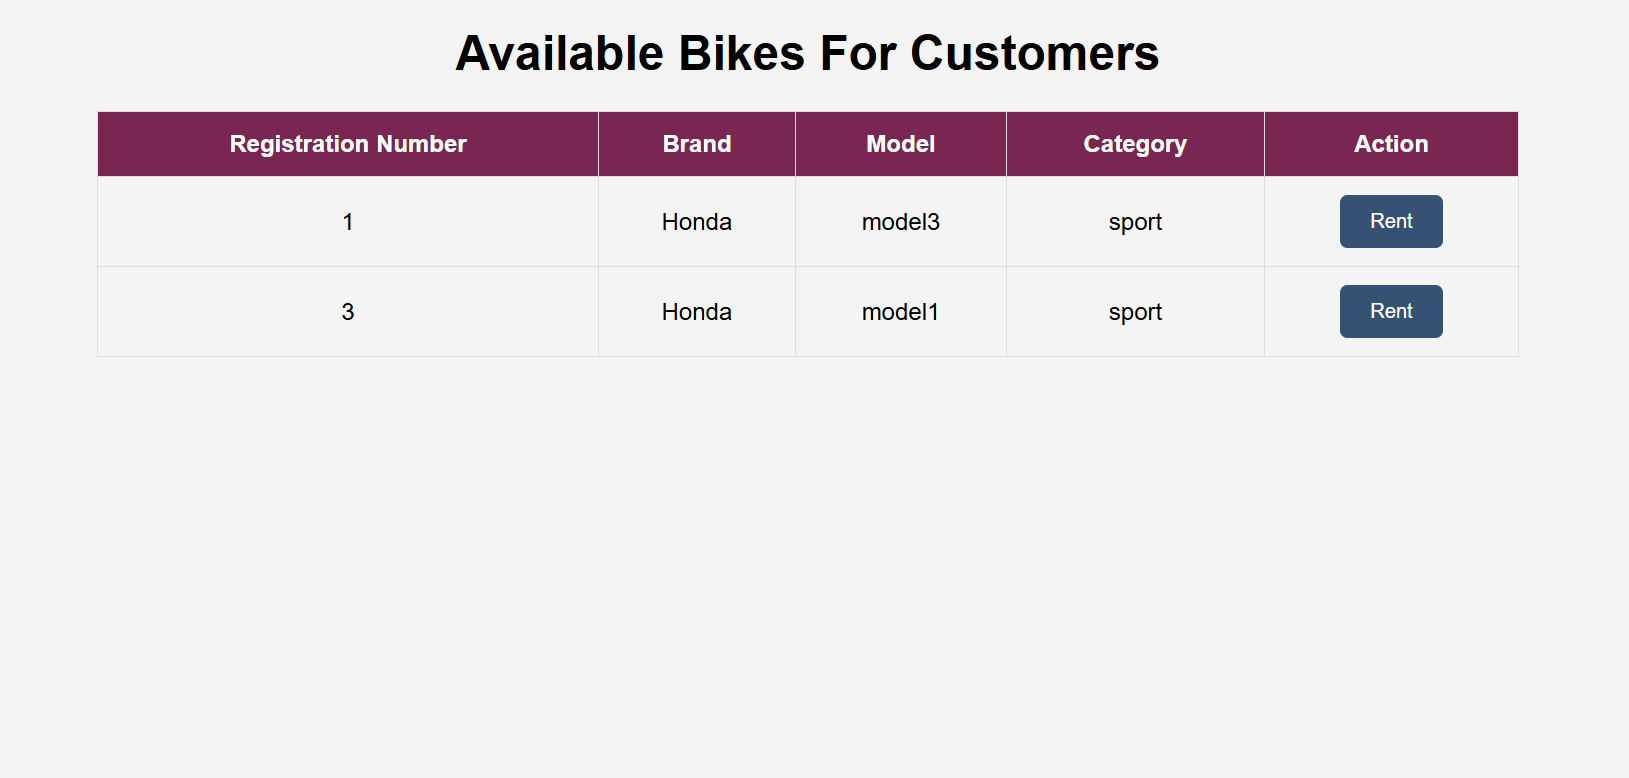 Available Bikes For Customers
Registration Number Brand Model Category Action
1 Honda model3 sport Rent
3 Honda model1 sport Rent